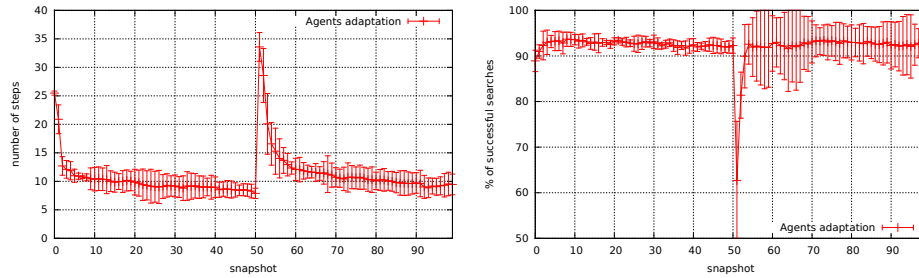 Agents adaptation
number of steps
40
35
30
25
20
15
10
5
0
0 10 20 30 40 50 60 70 80 90
snapshot
% of successful searches
100
90
80
70
60
50
0 10 20 30 40 50 60 70 80 90
Agents adaptation
snapshot